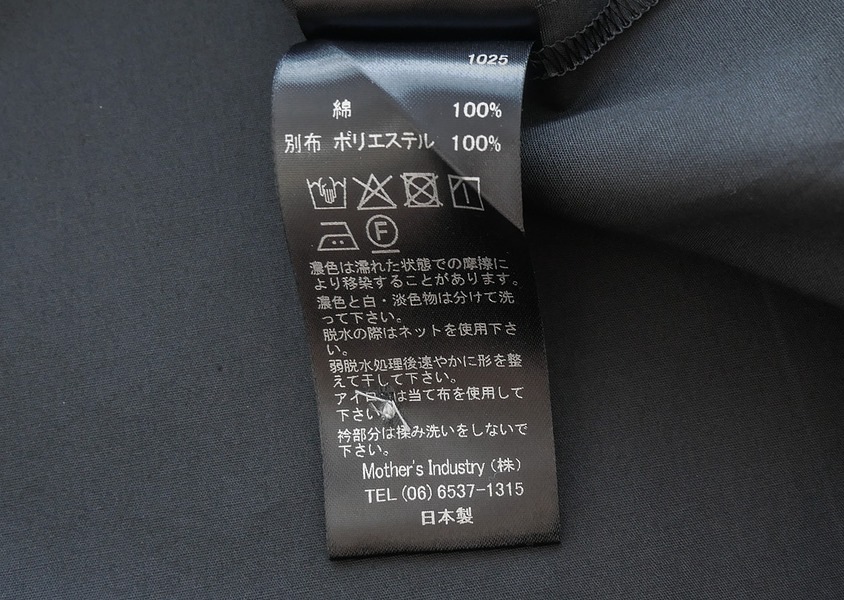 1025
綿 100%
別布 ポリエステル 100%
F
濃色は濡れた状態での摩擦に
より移染することがあります。
濃色と白・淡色物は分けて洗
って下さい。
脱水の際はネットを使用下さ
い。
弱脱水処理後速やかに形を整
えて干して下さい。
アイロ は当て布を使用して
下さい
衿部分は揉み洗いをしないで
下さい。
Mother's Industry (株)
TEL (06) 6537-1315
日本製